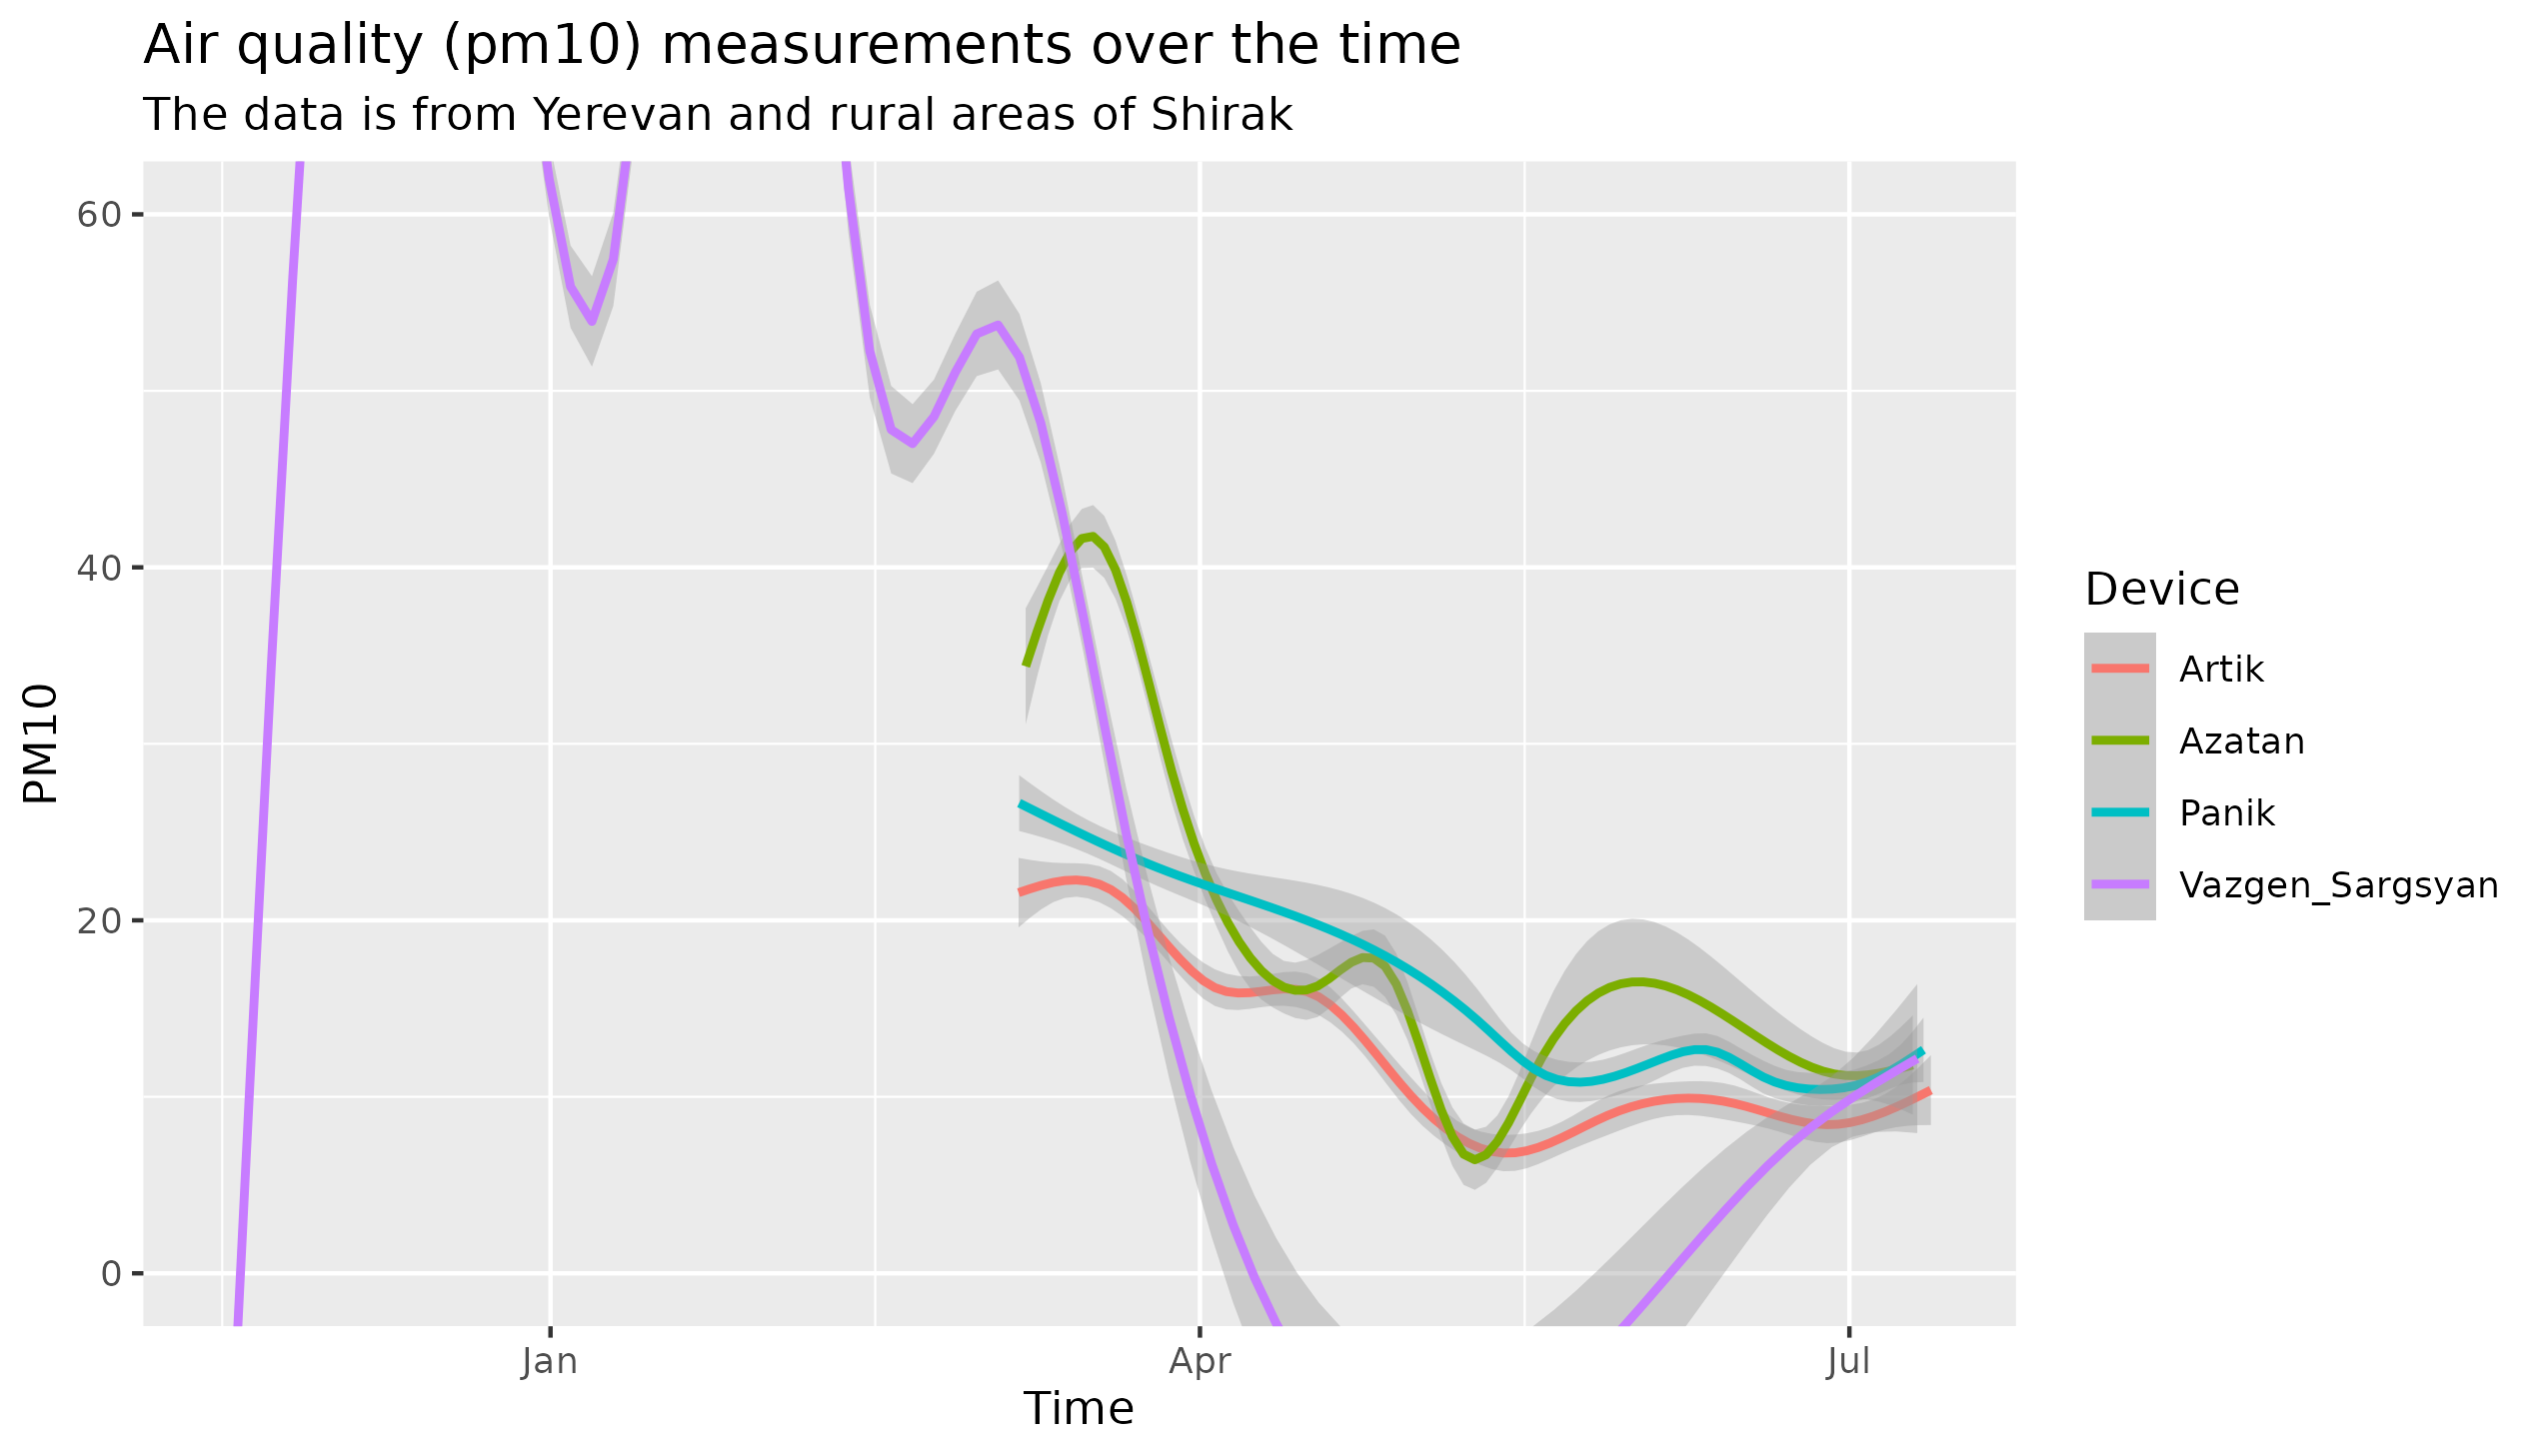 Air quality (pm10) measurements over the time
The data is from Yerevan and rural areas of Shirak
60
40
20
0
PM10
Jan
Apr
Jul
Time
Device
Artik
Azatan
Panik
Vazgen_Sargsyan